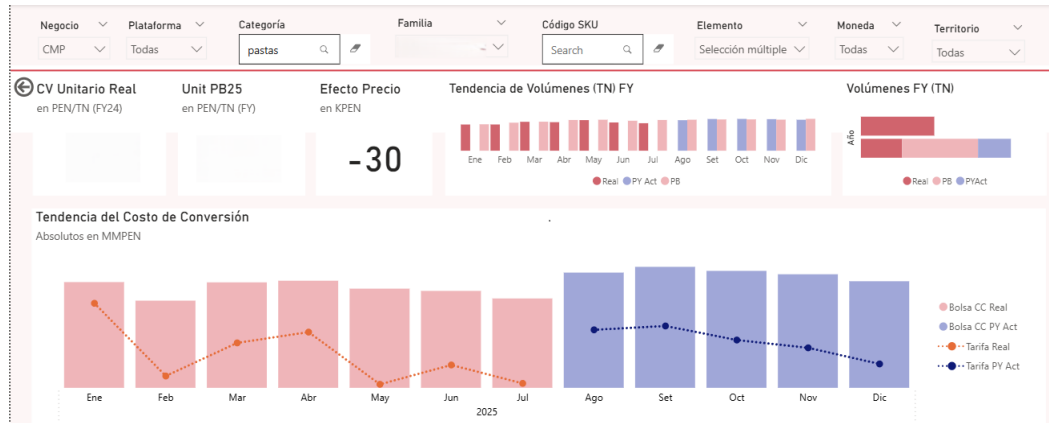 Negocio Plataforma Categoría Familia Código SKU Elemento Moneda Territorio
CMP Todas pastas Search Selección múltiple Todas Todas
CV Unitario Real Unit PB25 Efecto Precio Tendencia de Volúmenes (TN) FY Volúmenes FY (TN)
en PEN/TN (FY24) en PEN/TN (FY) en KPEN
-30
Año
Ene Feb Mar Abr May Jun Jul Ago Set Oct Nov Dic
Real PY Act PB Real PB PYAct
Tendencia del Costo de Conversión
Absolutos en MMPEN
Bolsa CC Real
Bolsa CC PY Act
Tarifa Real
Tarifa PY Act
Ene Feb Mar Abr May Jun Jul Ago Set Oct Nov Dic
2025